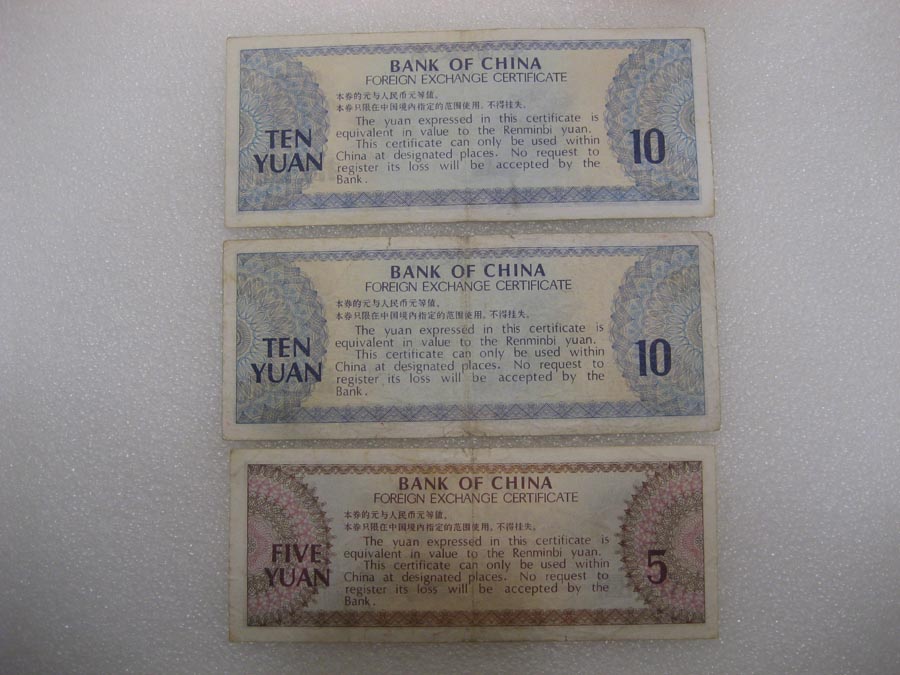 BANK OF CHINA
FOREIGN EXCHANGE CERTIFICATE
本券的元与人民币元等值。
本券只限在中国境内指定的范围使用，不得挂失。
The yuan expressed in this certificate is
equivalent in value to the Renminbi yuan.
This certificate can only be used within
China at designated places. No request to
register its loss will be accepted by the
Bank.
TEN
YUAN
10
BANK OF CHINA
FOREIGN EXCHANGE CERTIFICATE
本券的元与人民币元等值。
本券只限在中国境内指定的范围使用，不得挂失。
The yuan expressed in this certificate is
equivalent in value to the Renminbi yuan.
This certificate can only be used within
China at designated places. No request to
register its loss will be accepted by the
Bank.
TEN
YUAN
10
BANK OF CHINA
FOREIGN EXCHANGE CERTIFICATE
本券的元与人民币元等值。
本券只限在中国境内指定的范围使用，不得挂失。
The yuan expressed in this certificate is
equivalent in value to the Renminbi yuan.
This certificate can only be used within
China at designated places. No request to
register its loss will be accepted by the
Bank.
FIVE
YUAN
5